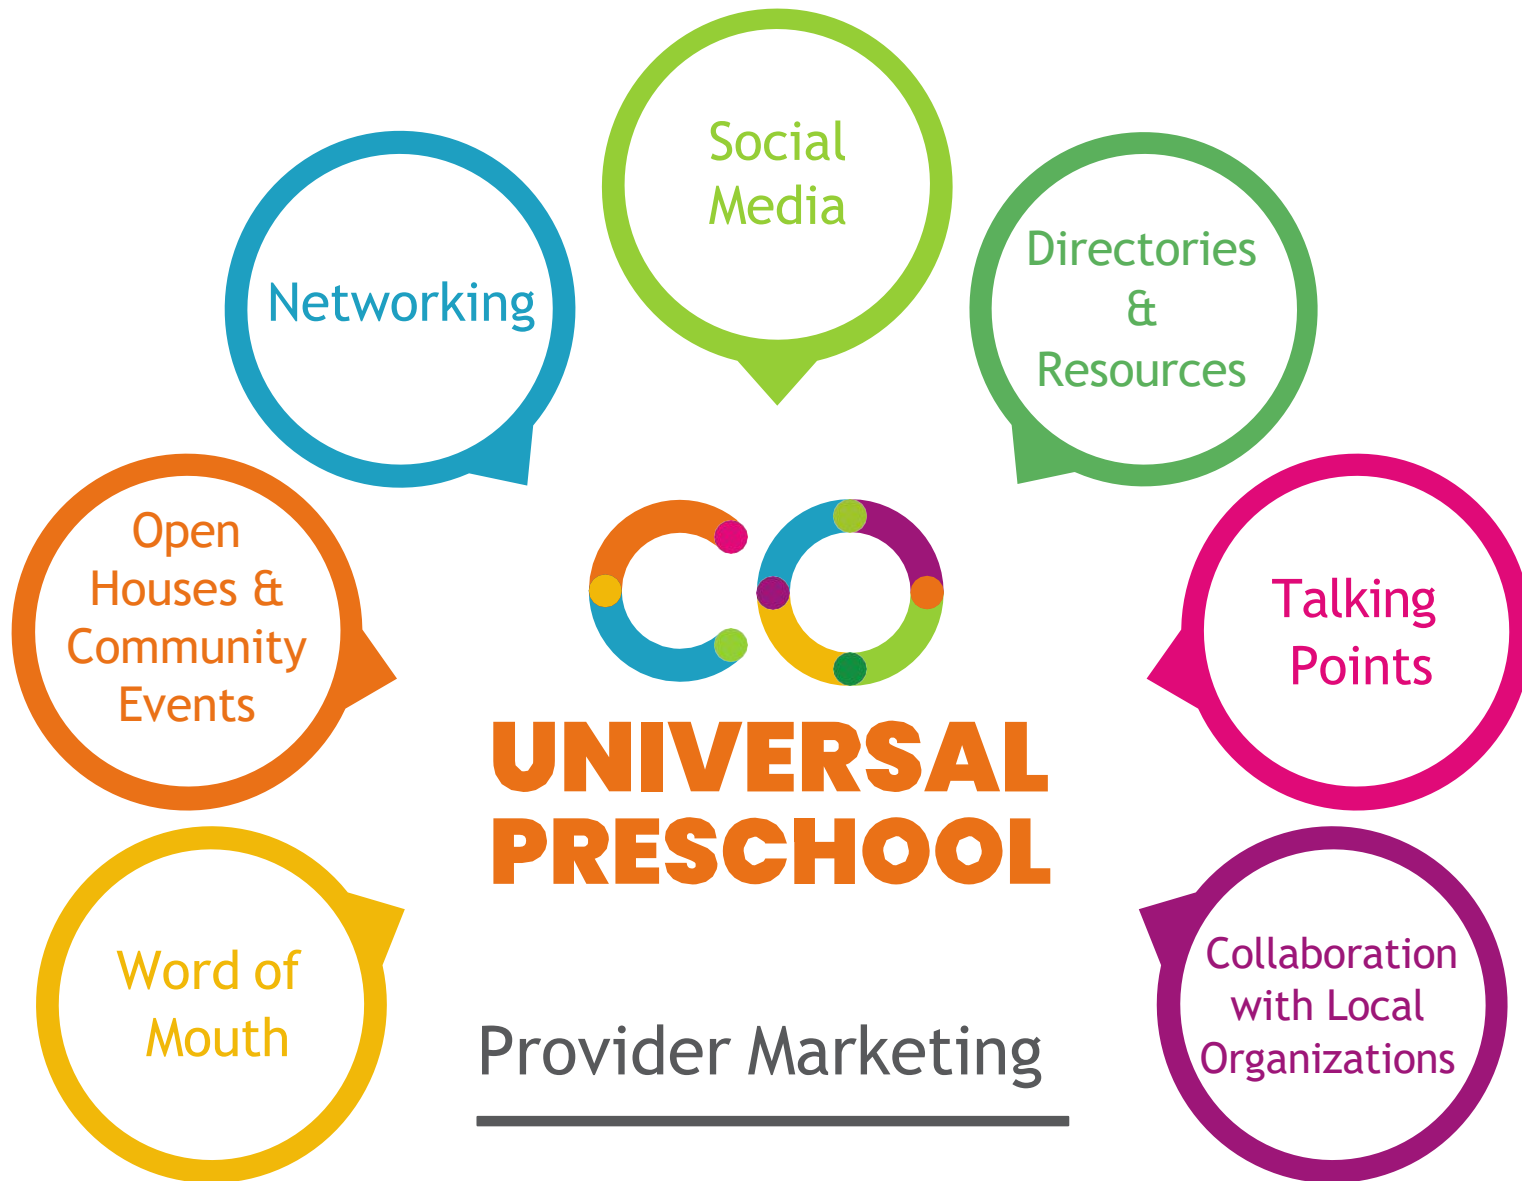 Social
Media
Networking
Directories
&
Resources
Open
Houses &
Community
Events
Talking
Points
CO
UNIVERSAL
PRESCHOOL
Word of
Mouth
Collaboration
with Local
Organizations
Provider Marketing